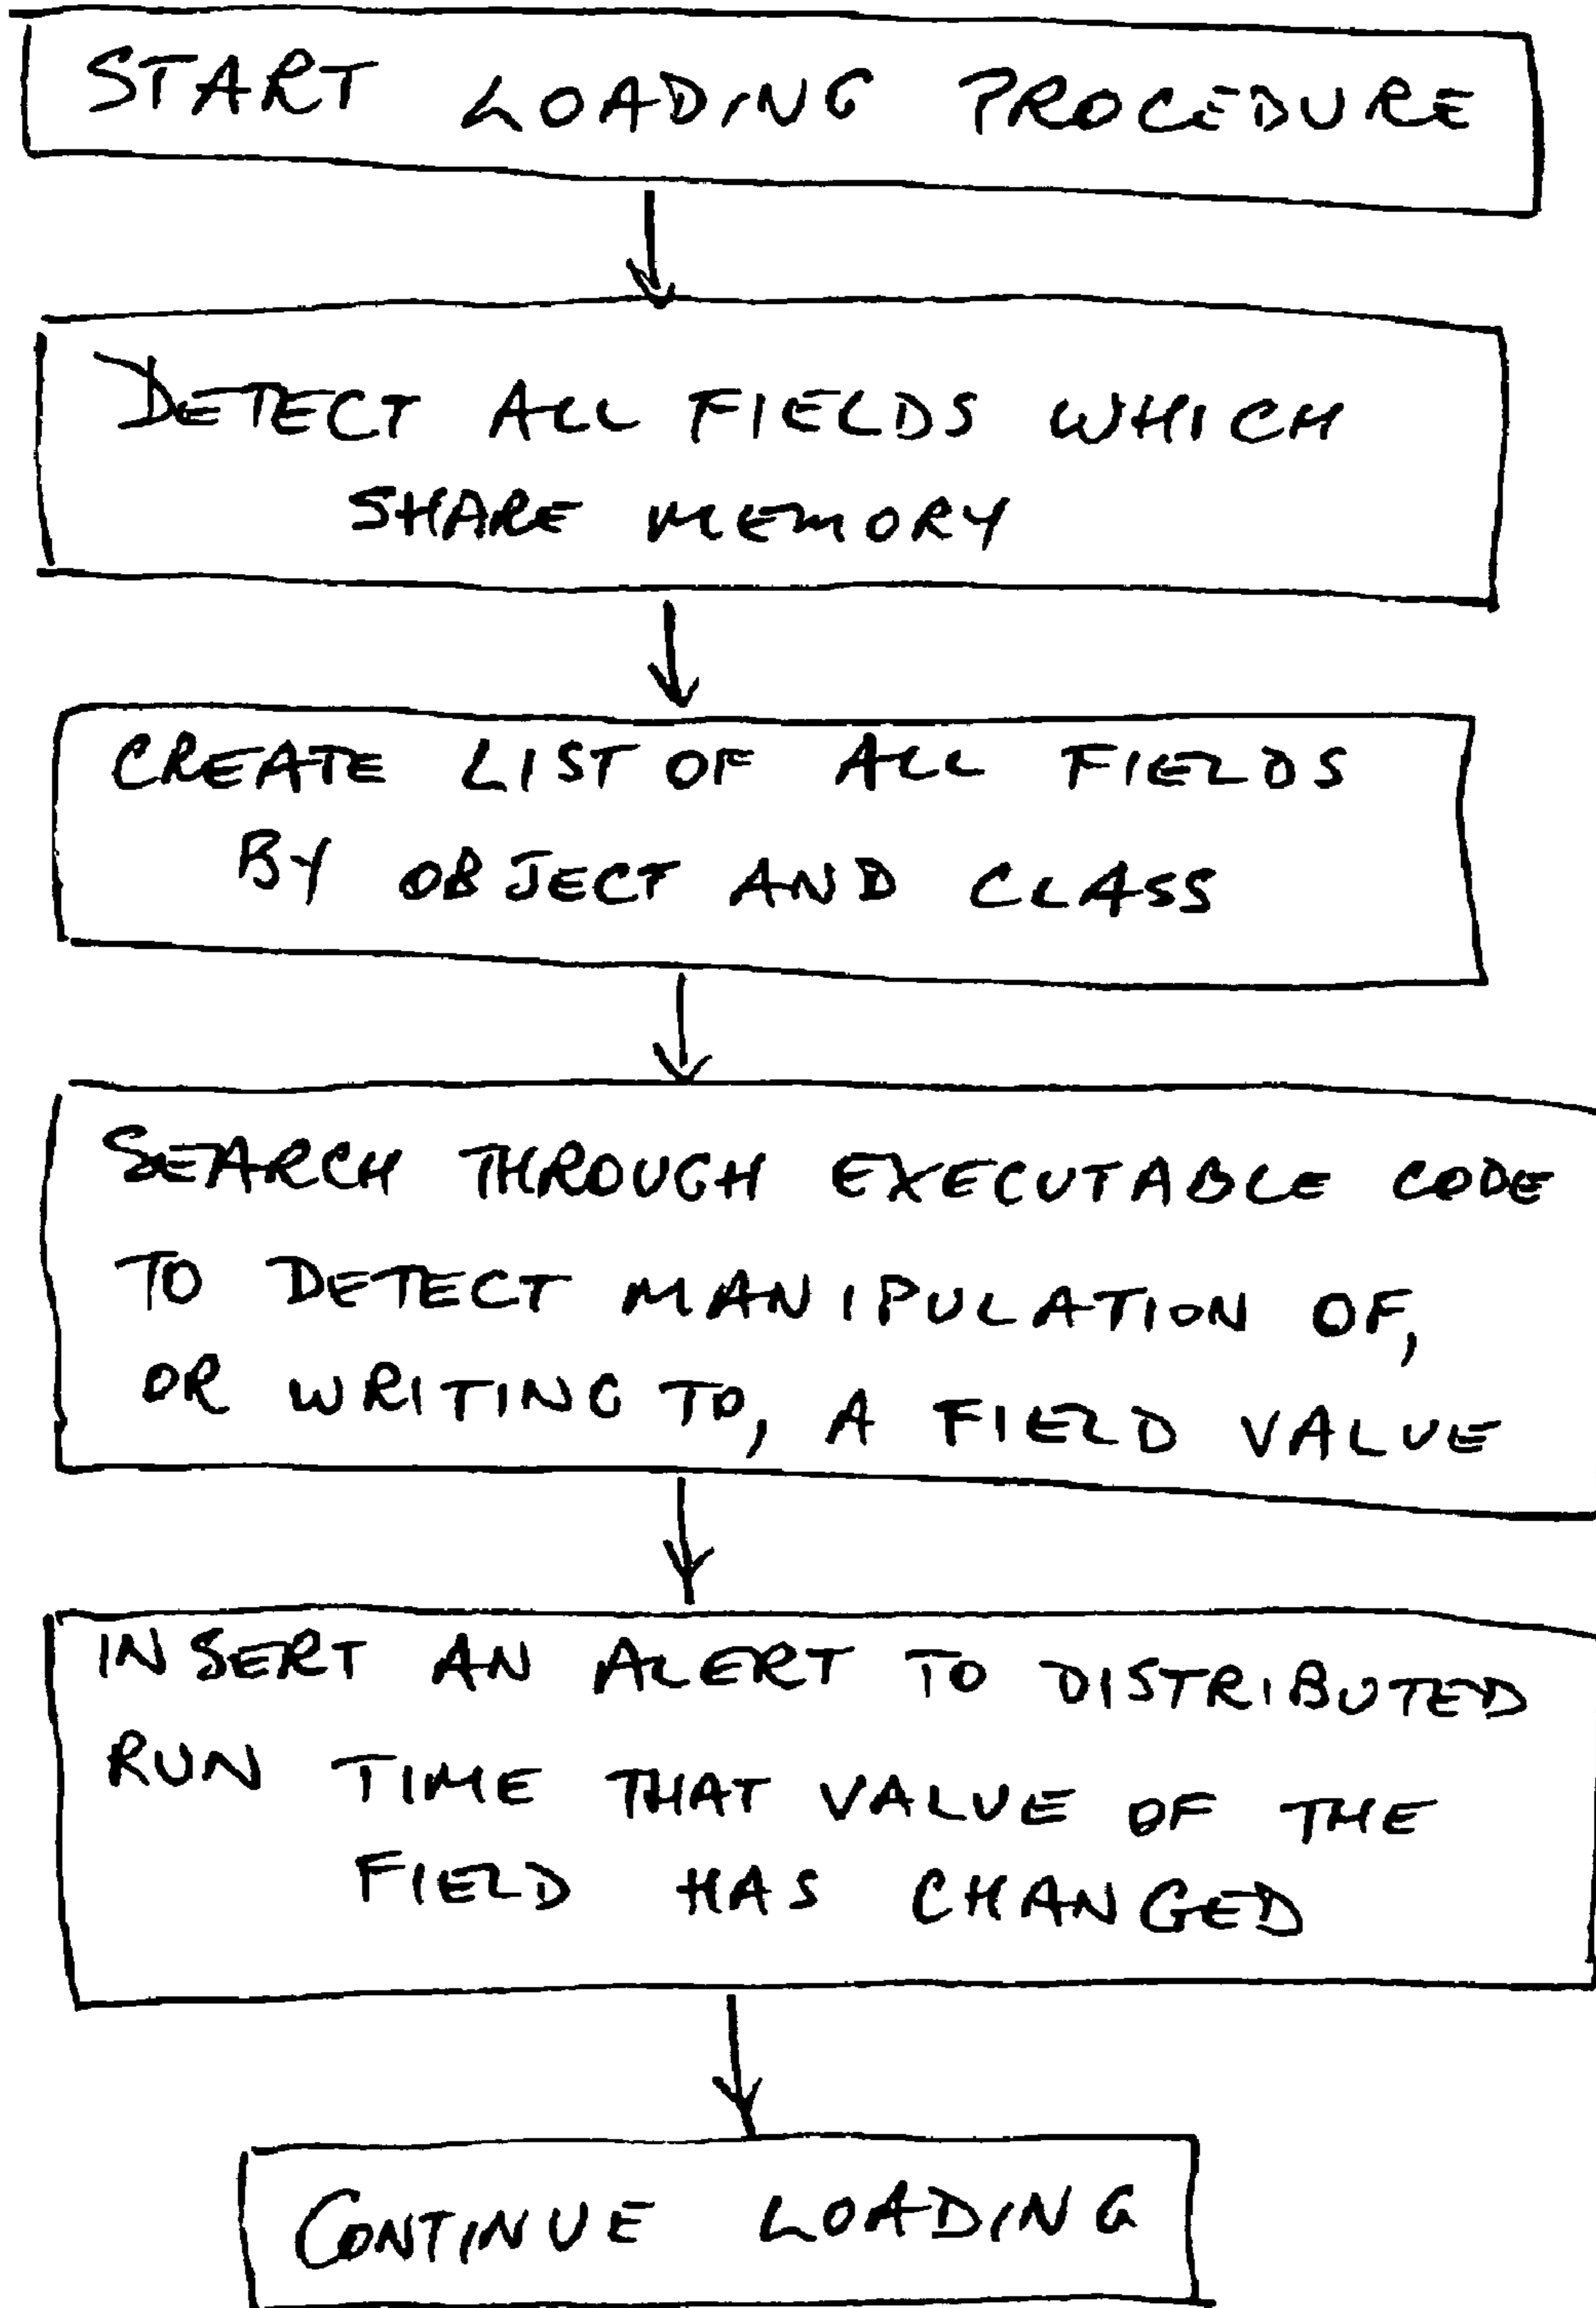 START LOADING PROCEDURE
DETECT ALL FIELDS WHICH
SHARE MEMORY
CREATE LIST OF ALL FIELDS
BY OBJECT AND CLASS
SEARCH THROUGH EXECUTABLE CODE
TO DETECT MANIPULATION OF,
OR WRITING TO, A FIELD VALUE
INSERT AN ALERT TO DISTRIBUTED
RUN TIME THAT VALUE OF THE
FIELD HAS CHANGED
CONTINUE LOADING